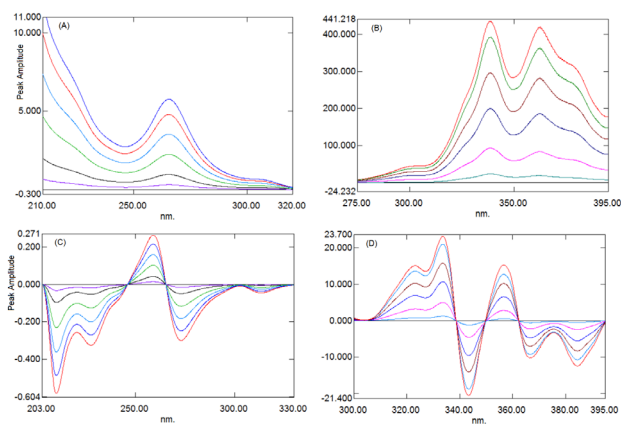 (A)
11.000
10.000
5.000
-0.300
210.00 250.00 300.00 320.00
nm.
Peak Amplitude
(B)
441.218
400.000
300.000
200.000
100.000
-24.232
275.00 300.00 350.00 395.00
nm.
(C)
0.271
0.200
0.000
-0.200
-0.400
-0.604
203.00 250.00 300.00 330.00
nm.
Peak Amplitude
(D)
23.700
20.000
10.000
0.000
-10.000
-21.400
300.00 320.00 340.00 360.00 380.00 395.00
nm.